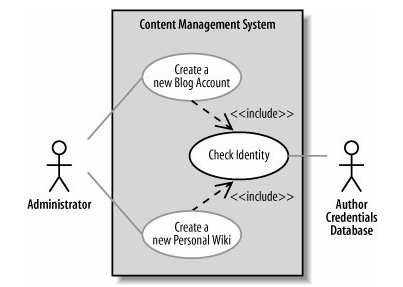 Content Management System
Create a
new Blog Account
<<include>>
Check Identity
Administrator
<<include>>
Author
Credentials
Database
Create a
new Personal Wiki